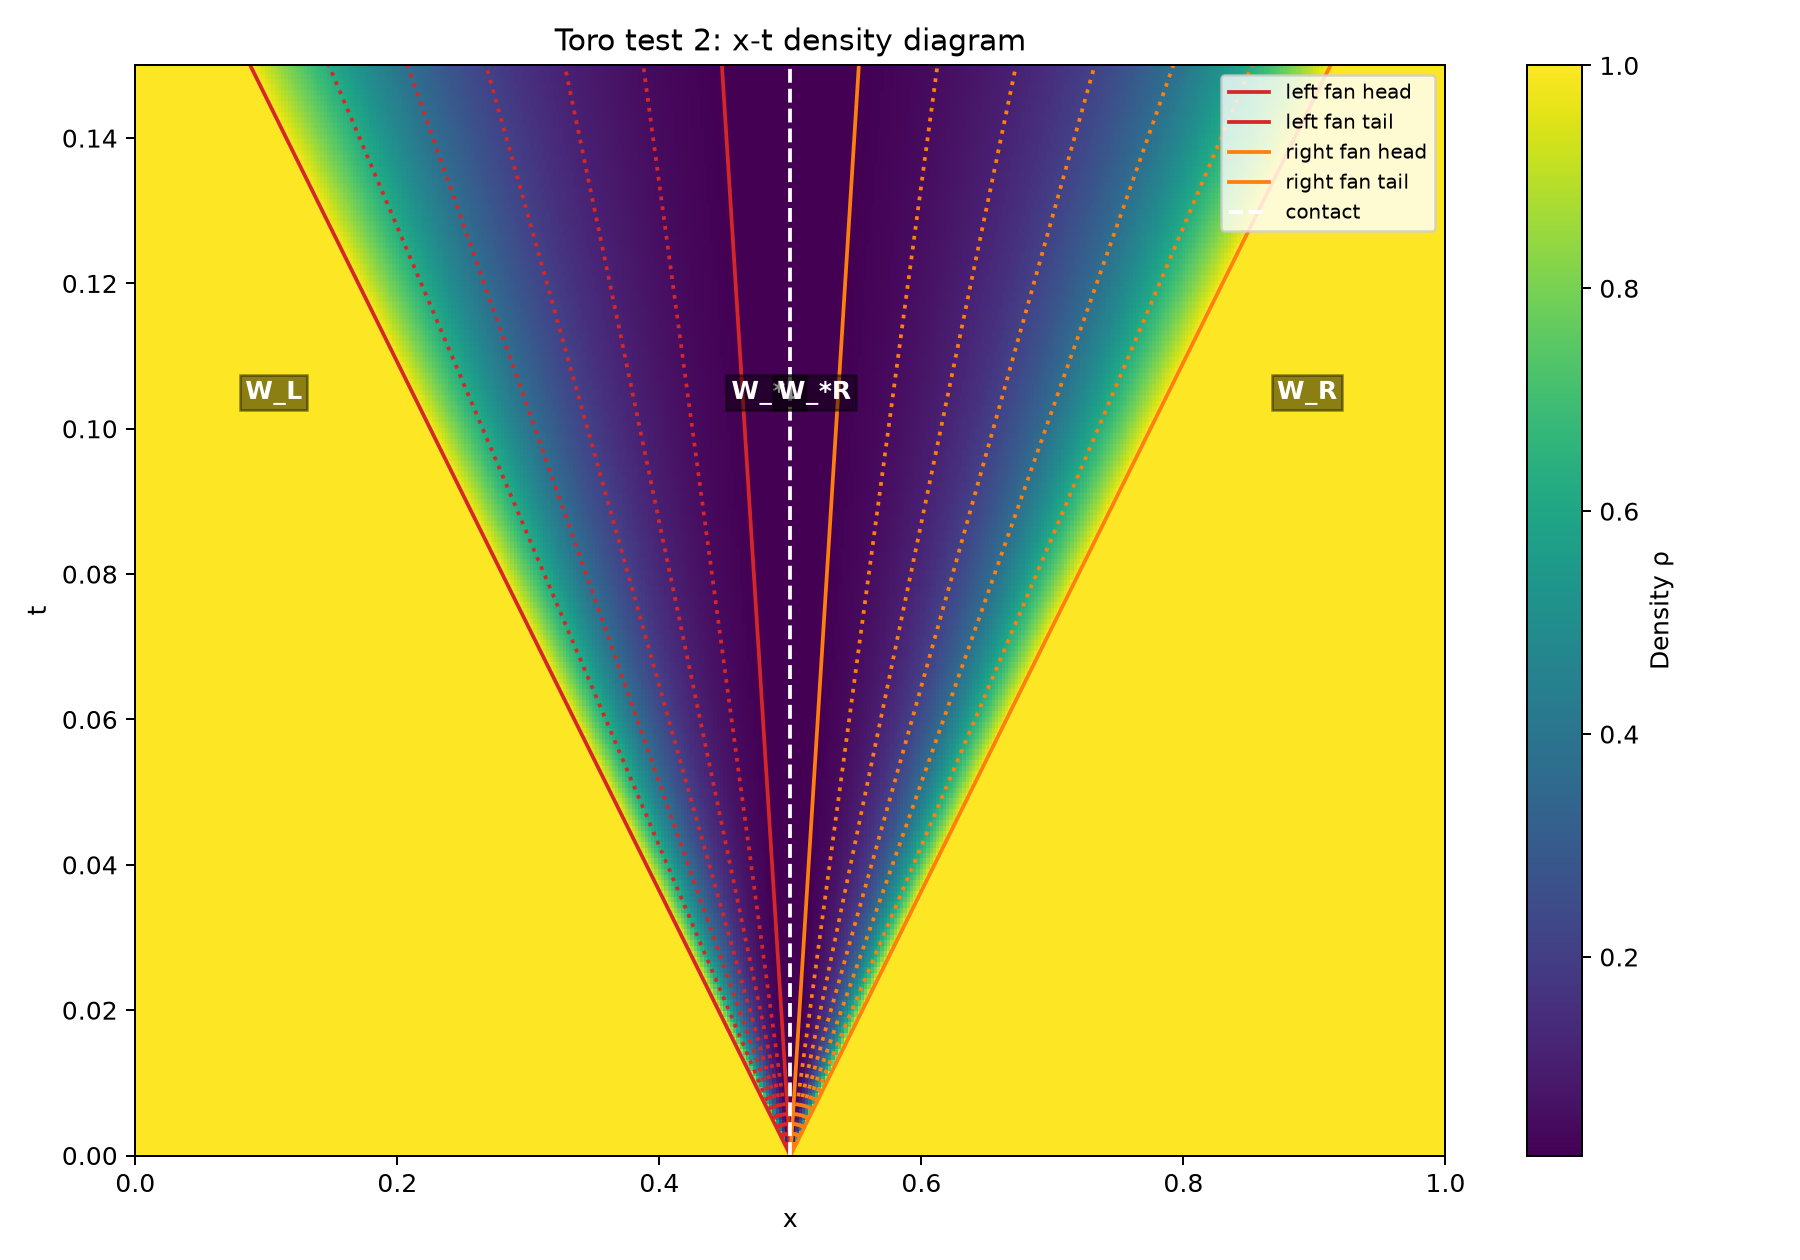 Toro test 2: x-t density diagram
left fan head
left fan tail
right fan head
right fan tail
contact
W_L
W_*
W_*R
W_R
0.14
0.12
0.10
0.08
0.06
0.04
0.02
0.00
t
0.0
0.2
0.4
0.6
0.8
1.0
x
1.0
0.8
0.6
0.4
0.2
Density ρ